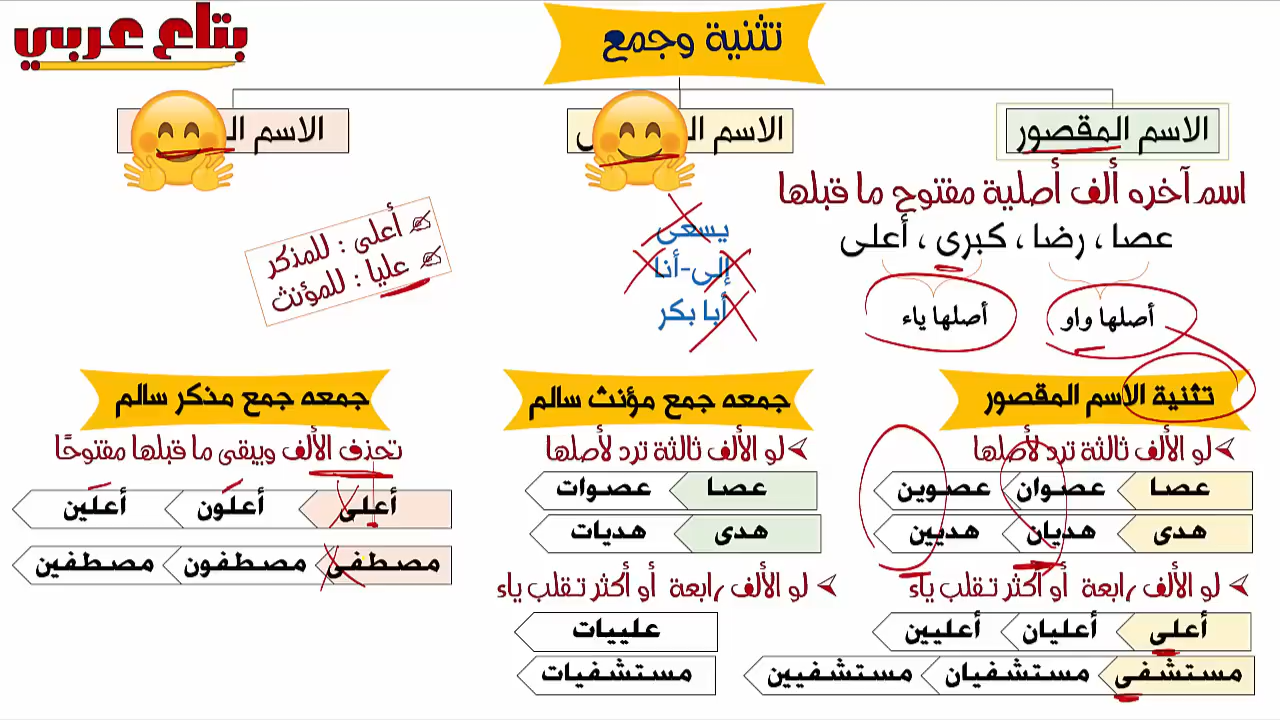 بتاع عربي
تثنية وجمع
الاسم المقصور
الاسم
الاسم
اسم آخره ألف أصلية مفتوح ما قبلها
عصا ، رضا ، كبرى ، أعلى
أصلها واو
أصلها ياء
يسعى
إلى-أنا
أبا بكر
أعلى : للمذكر
عليا : للمؤنث
تثنية الاسم المقصور
لو الألف ثالثة ترد لأصلها
عصا عصوان عصوين
هدى هديان هديين
لو الألف رابعة أو أكثر تقلب ياء
أعلى أعليان أعليين
مستشفى مستشفيان مستشفيين
جمعه جمع مؤنث سالم
لو الألف ثالثة ترد لأصلها
عصا عصوات
هدى هديات
لو الألف رابعة أو أكثر تقلب ياء
علييات
مستشفيات
جمعه جمع مذكر سالم
تحذف الألف ويبقى ما قبلها مفتوحًا
أعلى أعلون أعلين
مصطفى مصطفون مصطفين